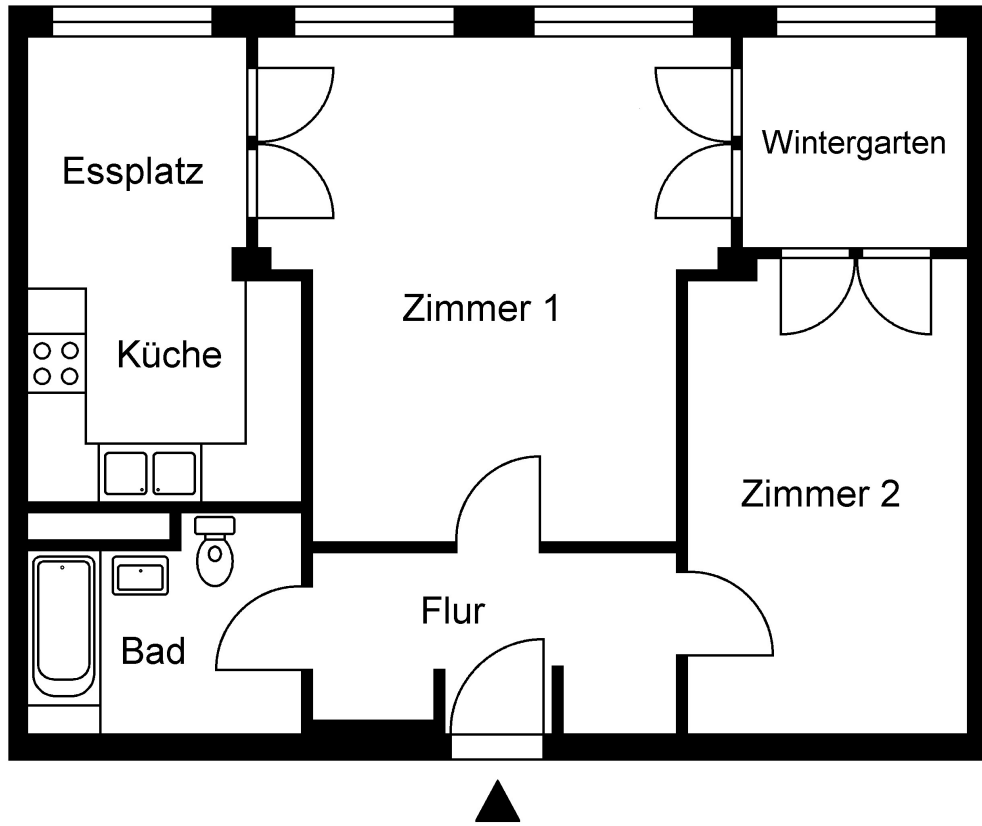 Essplatz
Wintergarten
Zimmer 1
Küche
Zimmer 2
Flur
Bad